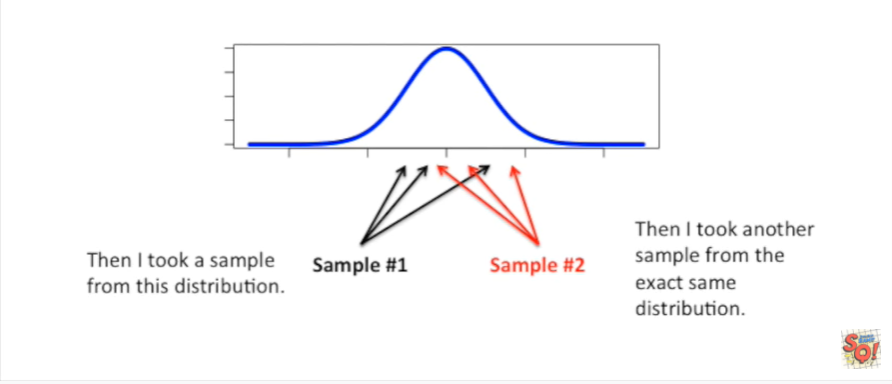 Then I took a sample
from this distribution.
Sample #1
Sample #2
Then I took another
sample from the
exact same
distribution.
SQ!